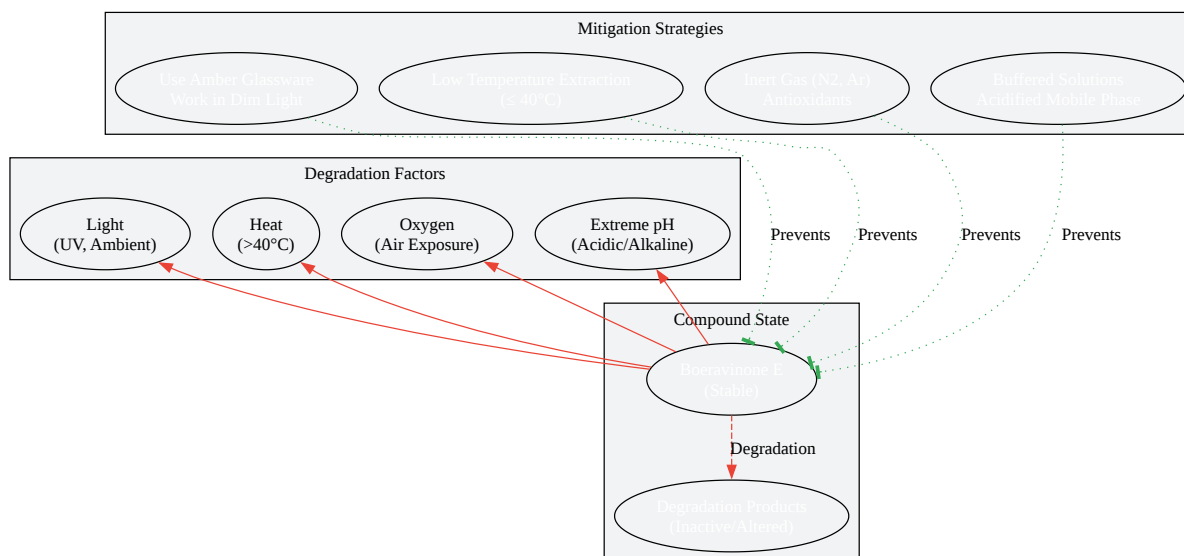 Mitigation Strategies
Use Amber Glassware
Work in Dim Light
Low Temperature Extraction
(≤ 40°C)
Inert Gas (N2, Ar)
Antioxidants
Buffered Solutions
Acidified Mobile Phase
Degradation Factors
Light
(UV, Ambient)
Heat
(>40°C)
Oxygen
(Air Exposure)
Extreme pH
(Acidic/Alkaline)
Prevents
Prevents
Prevents
Prevents
Compound State
Boeravinone E
(Stable)
Degradation
Degradation Products
(Inactive/Altered)